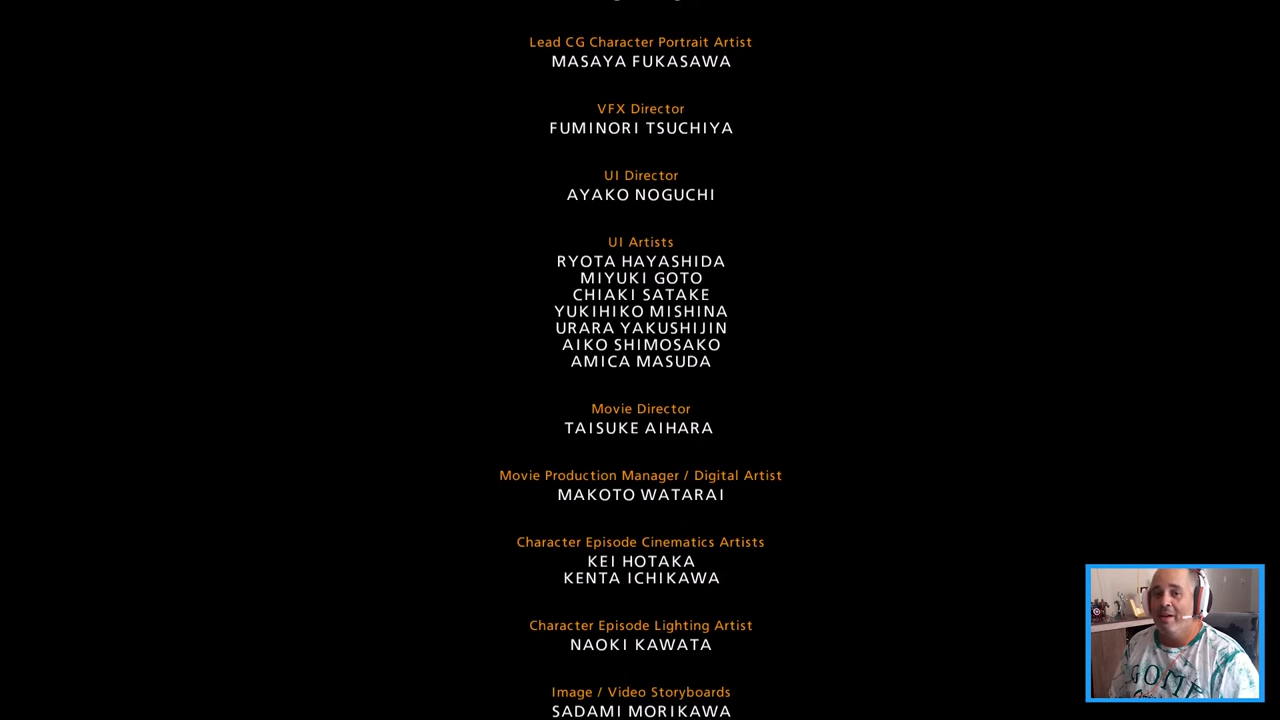 Lead CG Character Portrait Artist
MASAYA FUKASAWA
VFX Director
FUMINORI TSUCHIYA
UI Director
AYAKO NOGUCHI
UI Artists
RYOTA HAYASHIDA
MIYUKI GOTO
CHIAKI SATAKE
YUKIHIKO MISHINA
URARA YAKUSHIJIN
AIKO SHIMOSAKO
AMICA MASUDA
Movie Director
TAISUKE AIHARA
Movie Production Manager / Digital Artist
MAKOTO WATARAI
Character Episode Cinematics Artists
KEI HOTAKA
KENTA ICHIKAWA
Character Episode Lighting Artist
NAOKI KAWATA
Image / Video Storyboards
SADAMI MORIKAWA